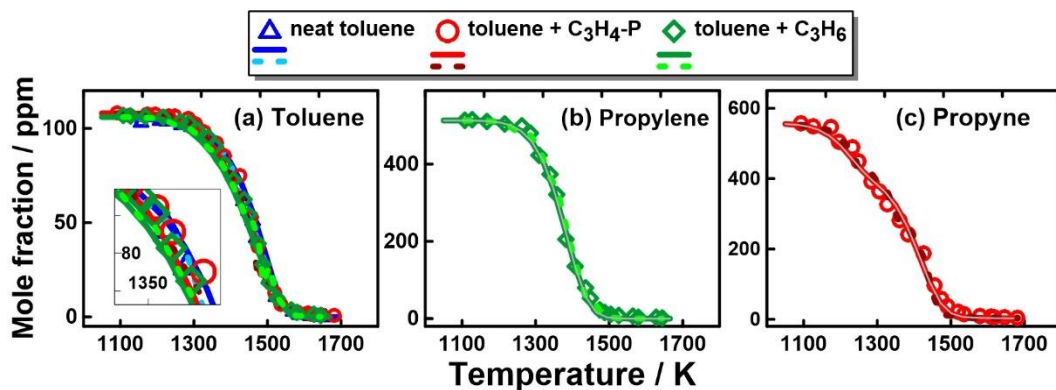 neat toluene toluene + C₃H₄-P toluene + C₃H₆
Mole fraction / ppm
100
50
0
(a) Toluene
80
1350
1100 1300 1500 1700
400
200
0
(b) Propylene
1100 1300 1500 1700
600
400
200
0
(c) Propyne
1100 1300 1500 1700
Temperature / K